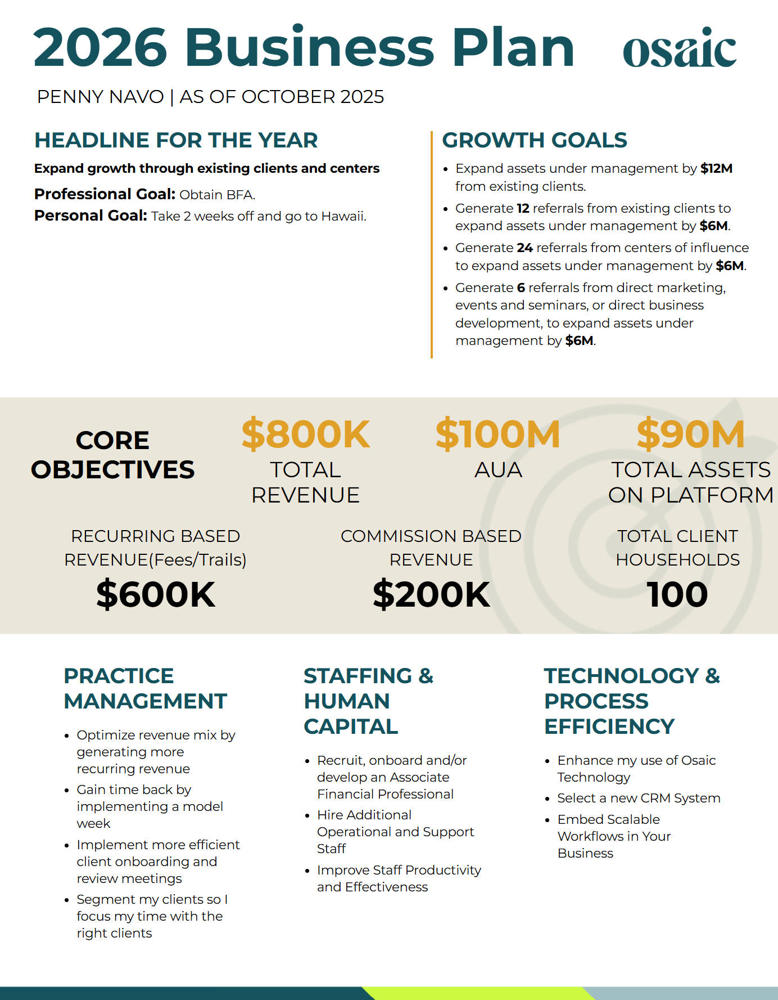 2026 Business Plan
osaic
PENNY NAVO | AS OF OCTOBER 2025
HEADLINE FOR THE YEAR
Expand growth through existing clients and centers
Professional Goal: Obtain BFA.
Personal Goal: Take 2 weeks off and go to Hawaii.
GROWTH GOALS
• Expand assets under management by $12M
from existing clients.
• Generate 12 referrals from existing clients to
expand assets under management by $6M.
• Generate 24 referrals from centers of influence
to expand assets under management by $6M.
• Generate 6 referrals from direct marketing,
events and seminars, or direct business
development, to expand assets under
management by $6M.
CORE
OBJECTIVES
$800K
TOTAL
REVENUE
$100M
AUA
$90M
TOTAL ASSETS
ON PLATFORM
RECURRING BASED
REVENUE(Fees/Trails)
$600K
COMMISSION BASED
REVENUE
$200K
TOTAL CLIENT
HOUSEHOLDS
100
PRACTICE
MANAGEMENT
• Optimize revenue mix by
generating more
recurring revenue
• Gain time back by
implementing a model
week
• Implement more efficient
client onboarding and
review meetings
• Segment my clients so I
focus my time with the
right clients
STAFFING &
HUMAN
CAPITAL
• Recruit, onboard and/or
develop an Associate
Financial Professional
• Hire Additional
Operational and Support
Staff
• Improve Staff Productivity
and Effectiveness
TECHNOLOGY &
PROCESS
EFFICIENCY
• Enhance my use of Osaic
Technology
• Select a new CRM System
• Embed Scalable
Workflows in Your
Business